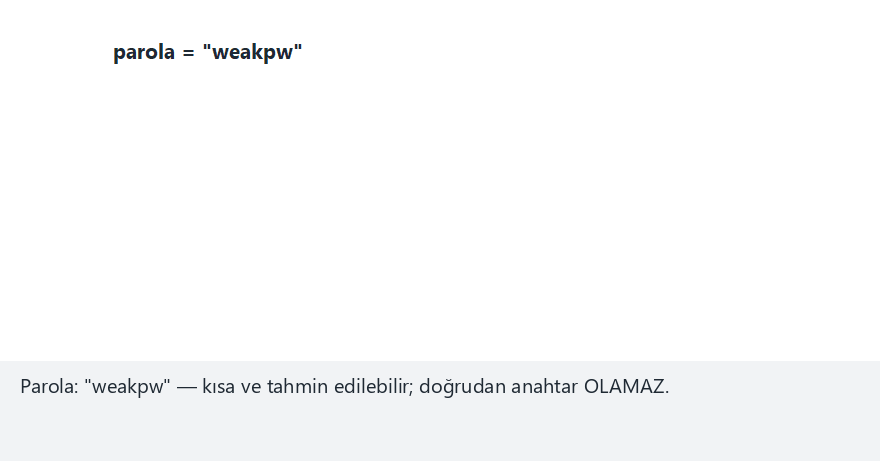 parola = "weakpw"
Parola: "weakpw" — kısa ve tahmin edilebilir; doğrudan anahtar OLAMAZ.